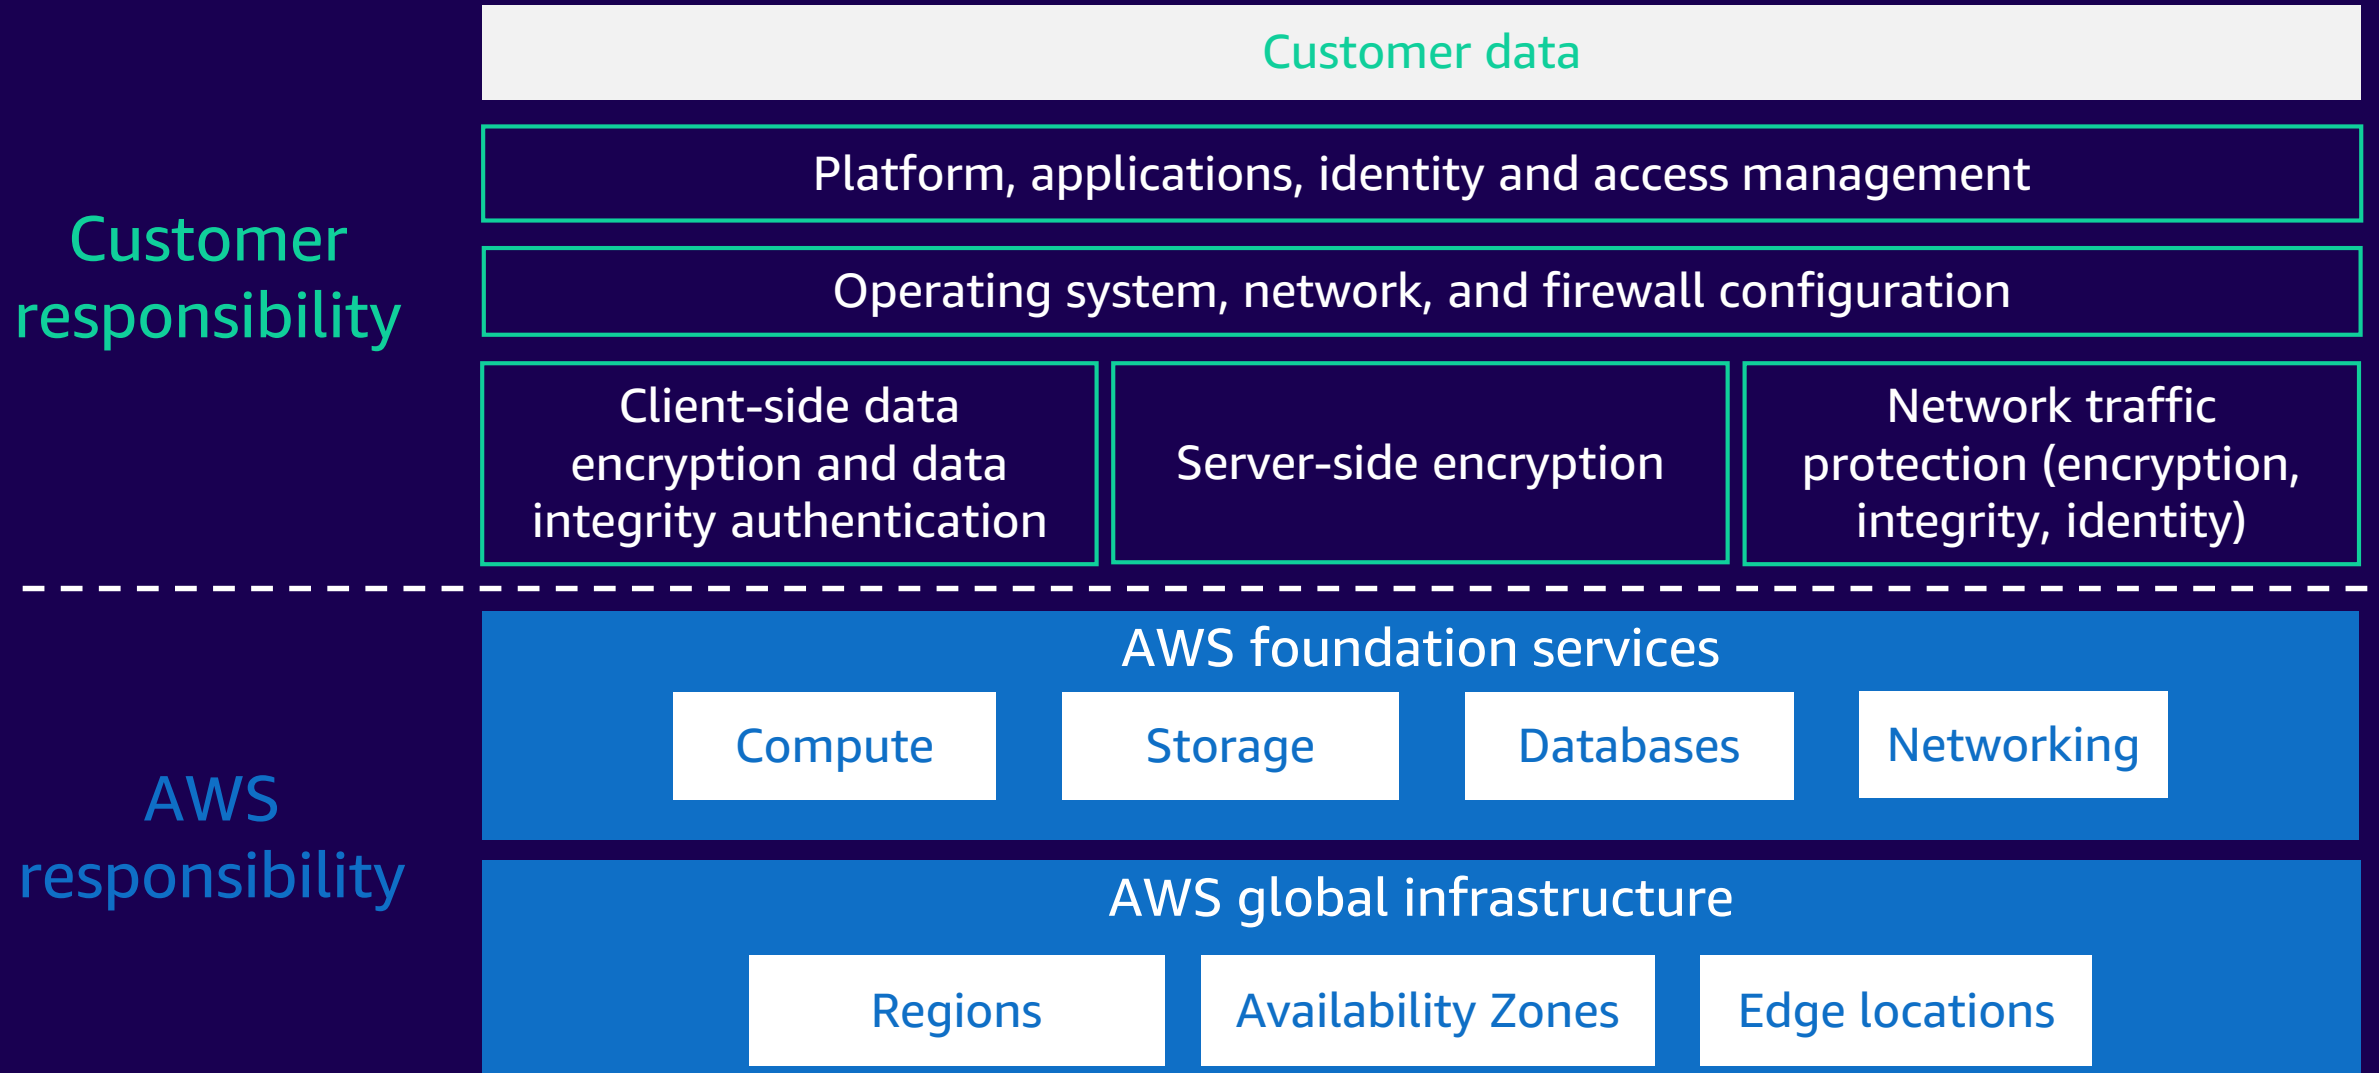 Customer data
Platform, applications, identity and access management
Customer
responsibility
Operating system, network, and firewall configuration
Client-side data
encryption and data
integrity authentication
Server-side encryption
Network traffic
protection (encryption,
integrity, identity)
AWS foundation services
Compute
Storage
Databases
Networking
AWS
responsibility
AWS global infrastructure
Regions
Availability Zones
Edge locations